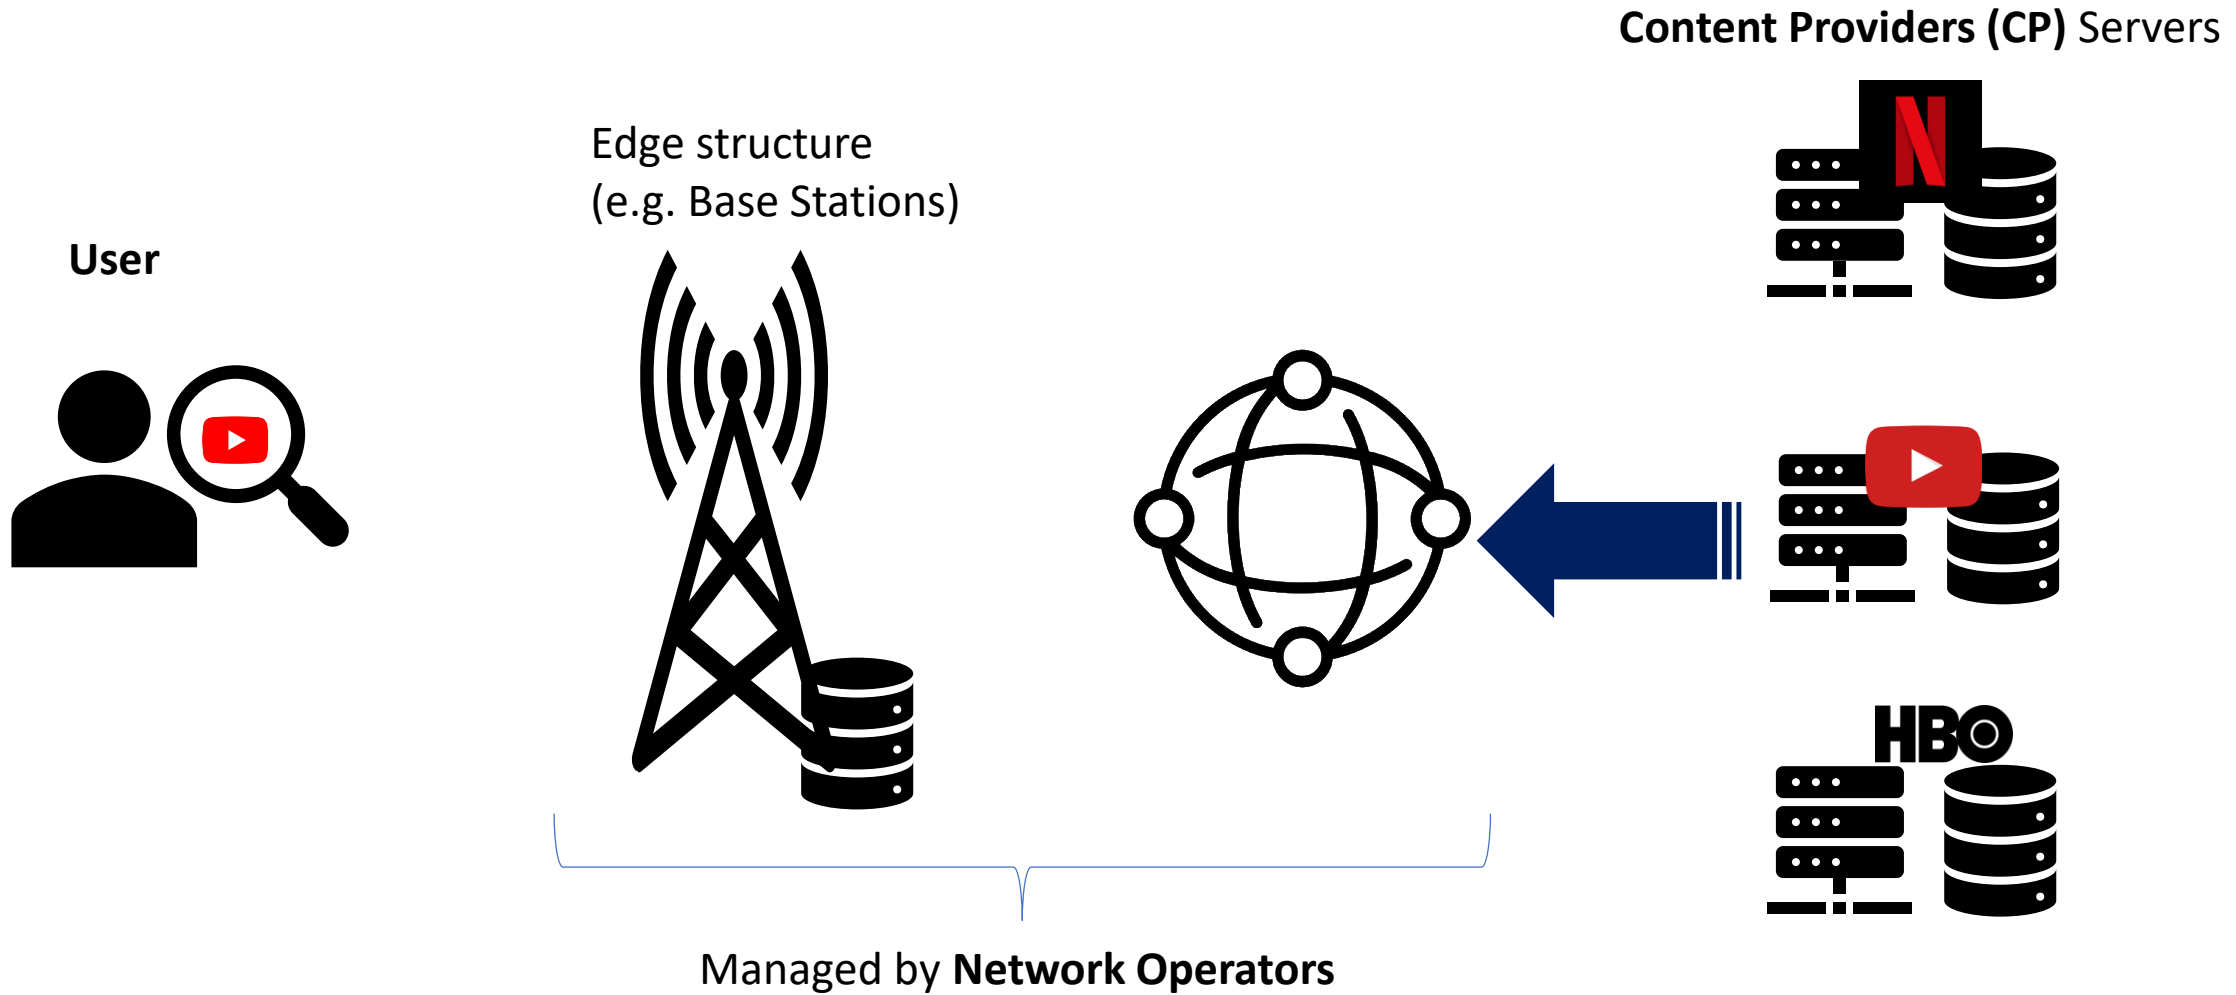 Content Providers (CP) Servers
Edge structure
(e.g. Base Stations)
User
N
HBO
Managed by Network Operators